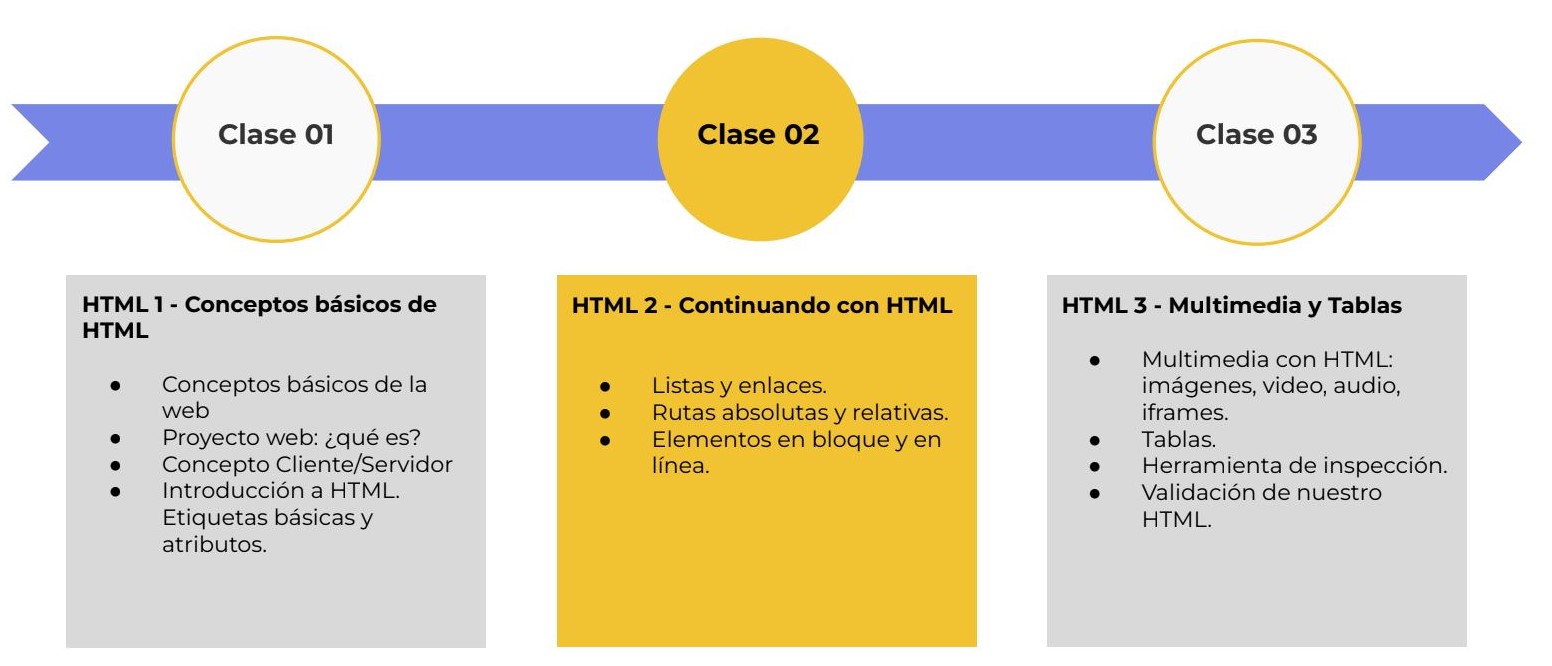 Clase 01
Clase 02
Clase 03
HTML 1 - Conceptos básicos de
HTML
● Conceptos básicos de la
web
● Proyecto web: ¿qué es?
● Concepto Cliente/Servidor
● Introducción a HTML.
Etiquetas básicas y
atributos.
HTML 2 - Continuando con HTML
● Listas y enlaces.
● Rutas absolutas y relativas.
● Elementos en bloque y en
línea.
HTML 3 - Multimedia y Tablas
● Multimedia con HTML:
imágenes, video, audio,
iframes.
● Tablas.
● Herramienta de inspección.
● Validación de nuestro
HTML.